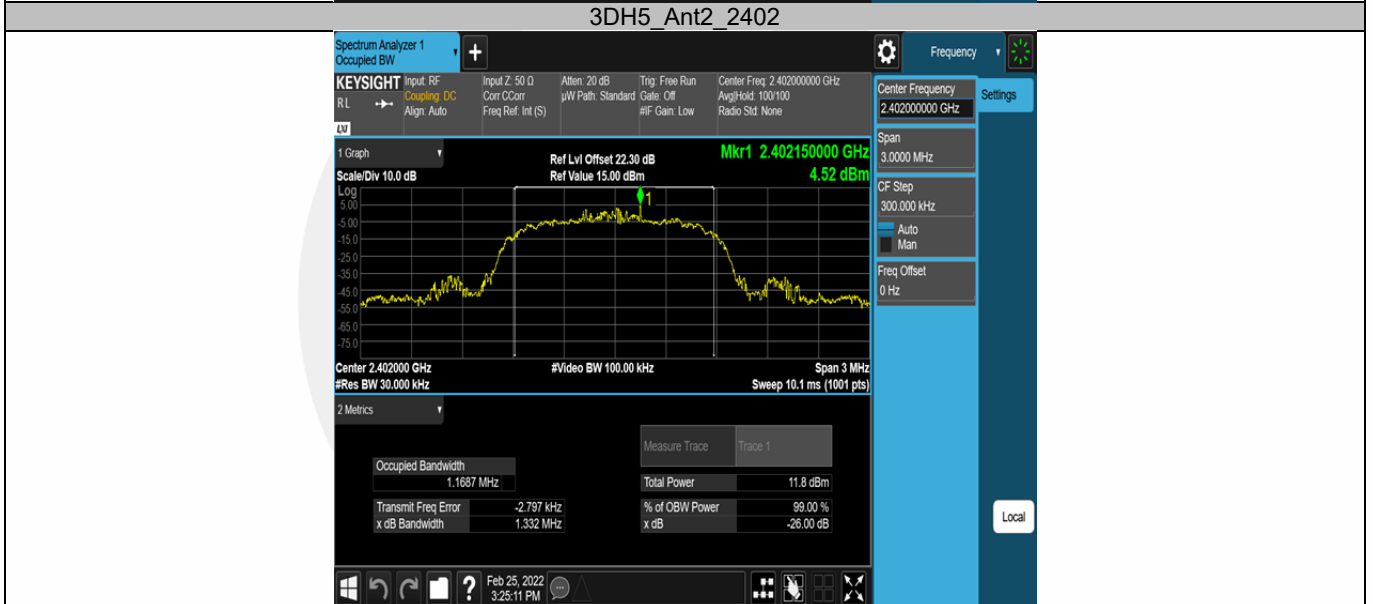 3DH5_Ant2_2402
Spectrum Analyzer 1
Occupied BW
+
Frequency
KEYSIGHT
RL
LXI
Input: RF
Coupling: DC
Align: Auto
Input Z: 50 Ω
Corr CCorr
Freq Ref: Int (S)
Atten: 20 dB
µW Path: Standard
Trig: Free Run
Gate: Off
#IF Gain: Low
Center Freq: 2.402000000 GHz
Avg|Hold: 100/100
Radio Std: None
Center Frequency
2.402000000 GHz
Settings
Span
3.0000 MHz
CF Step
300.000 kHz
Auto
Man
Freq Offset
0 Hz
1 Graph
Scale/Div 10.0 dB
Ref Lvl Offset 22.30 dB
Ref Value 15.00 dBm
Mkr1 2.402150000 GHz
4.52 dBm
Log
5.00
-5.00
-15.0
-25.0
-35.0
-45.0
-55.0
-65.0
-75.0
1
Center 2.402000 GHz
#Video BW 100.00 kHz
Span 3 MHz
#Res BW 30.000 kHz
Sweep 10.1 ms (1001 pts)
2 Metrics
Measure Trace
Trace 1
Occupied Bandwidth
1.1687 MHz
Total Power
11.8 dBm
Transmit Freq Error
-2.797 kHz
% of OBW Power
99.00 %
x dB Bandwidth
1.332 MHz
x dB
-26.00 dB
Local
?
Feb 25, 2022
3:25:11 PM